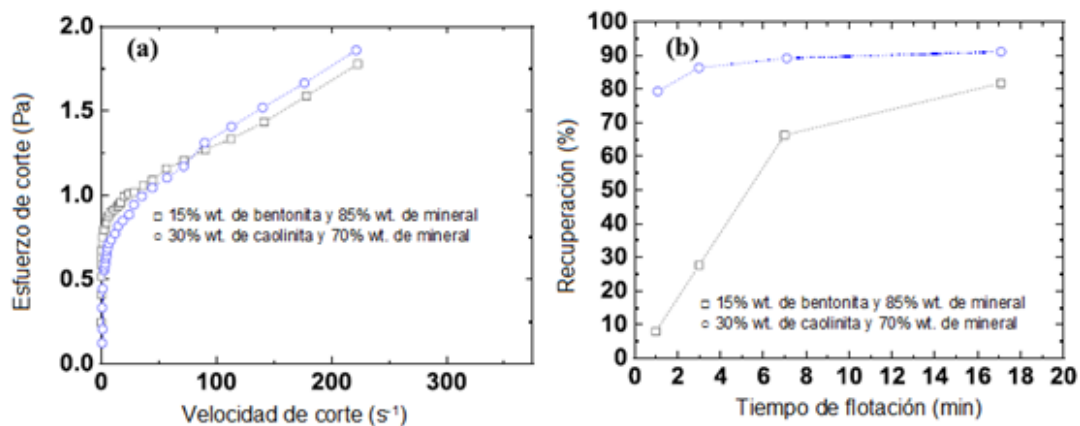 (a)
Esfuerzo de corte (Pa)
2.0
1.5
1.0
0.5
0.0
15% wt. de bentonita y 85% wt. de mineral
30% wt. de caolinita y 70% wt. de mineral
0 100 200 300
Velocidad de corte (s⁻¹)
(b)
Recuperación (%)
100
90
80
70
60
50
40
30
20
10
0
15% wt. de bentonita y 85% wt. de mineral
30% wt. de caolinita y 70% wt. de mineral
0 2 4 6 8 10 12 14 16 18 20
Tiempo de flotación (min)